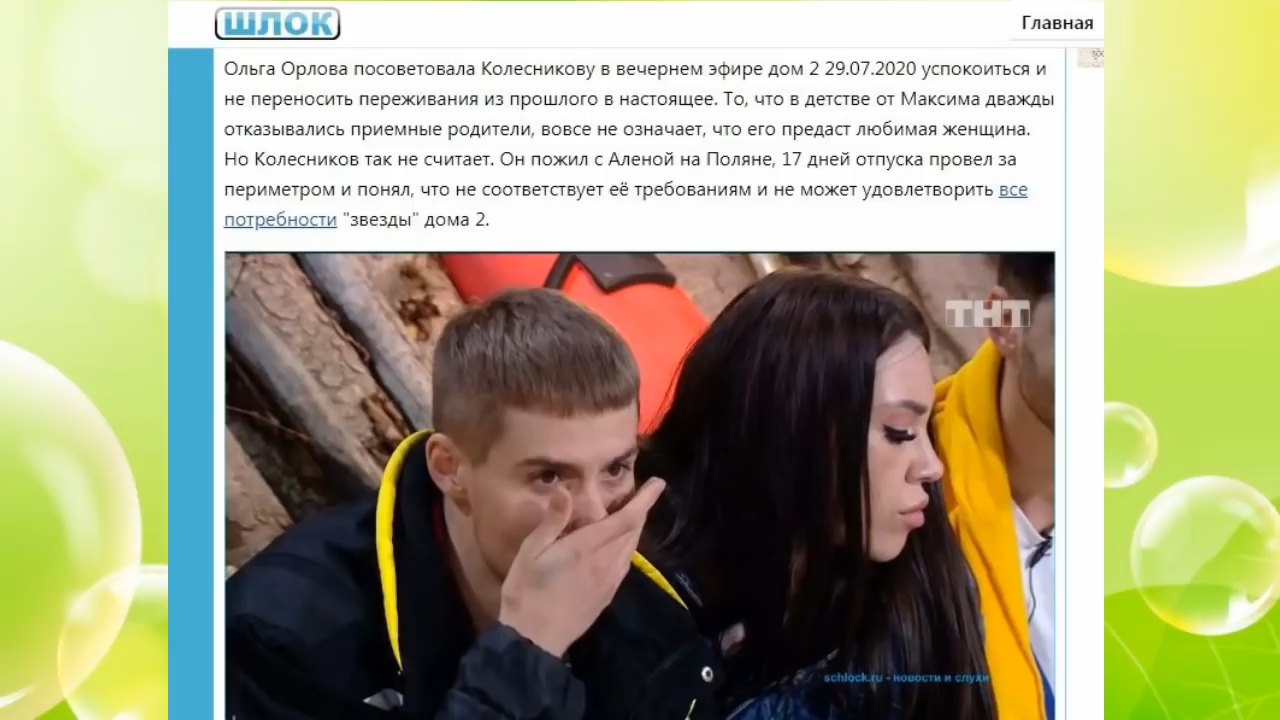 ШЛОК
Главная
Ольга Орлова посоветовала Колесникову в вечернем эфире дом 2 29.07.2020 успокоиться и
не переносить переживания из прошлого в настоящее. То, что в детстве от Максима дважды
отказывались приемные родители, вовсе не означает, что его предаст любимая женщина.
Но Колесников так не считает. Он пожил с Аленой на Поляне, 17 дней отпуска провел за
периметром и понял, что не соответствует её требованиям и не может удовлетворить все
потребности "звезды" дома 2.
ТНТ
schlock.ru - новости и слухи